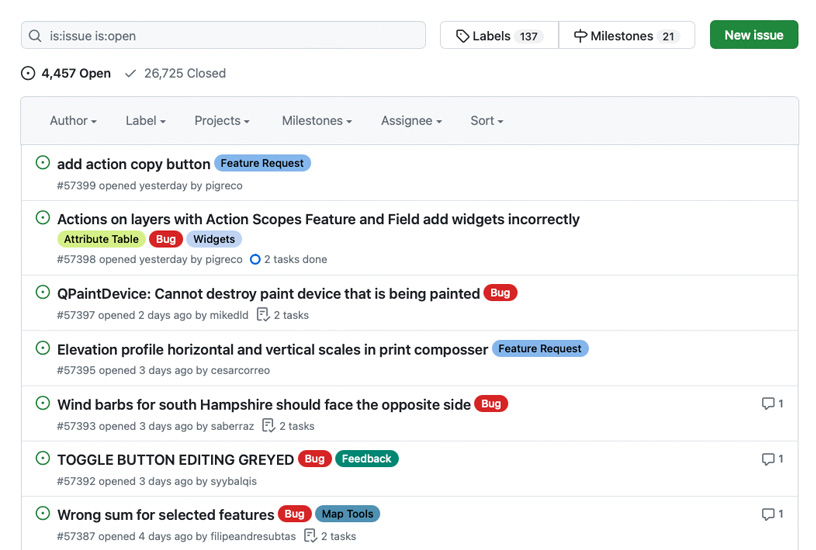 is:issue is:open
Labels 137 Milestones 21 New issue
4,457 Open 26,725 Closed
Author Label Projects Milestones Assignee Sort
add action copy button Feature Request
#57399 opened yesterday by pigreco
Actions on layers with Action Scopes Feature and Field add widgets incorrectly
Attribute Table Bug Widgets
#57398 opened yesterday by pigreco 2 tasks done
QPaintDevice: Cannot destroy paint device that is being painted Bug
#57397 opened 2 days ago by mikedld 2 tasks
Elevation profile horizontal and vertical scales in print composser Feature Request
#57395 opened 3 days ago by cesarcorreo
Wind barbs for south Hampshire should face the opposite side Bug 1
#57393 opened 3 days ago by saberraz 2 tasks
TOGGLE BUTTON EDITING GREYED Bug Feedback 1
#57392 opened 3 days ago by syybalqis
Wrong sum for selected features Bug Map Tools 1
#57387 opened 4 days ago by filipeandresubtas 2 tasks